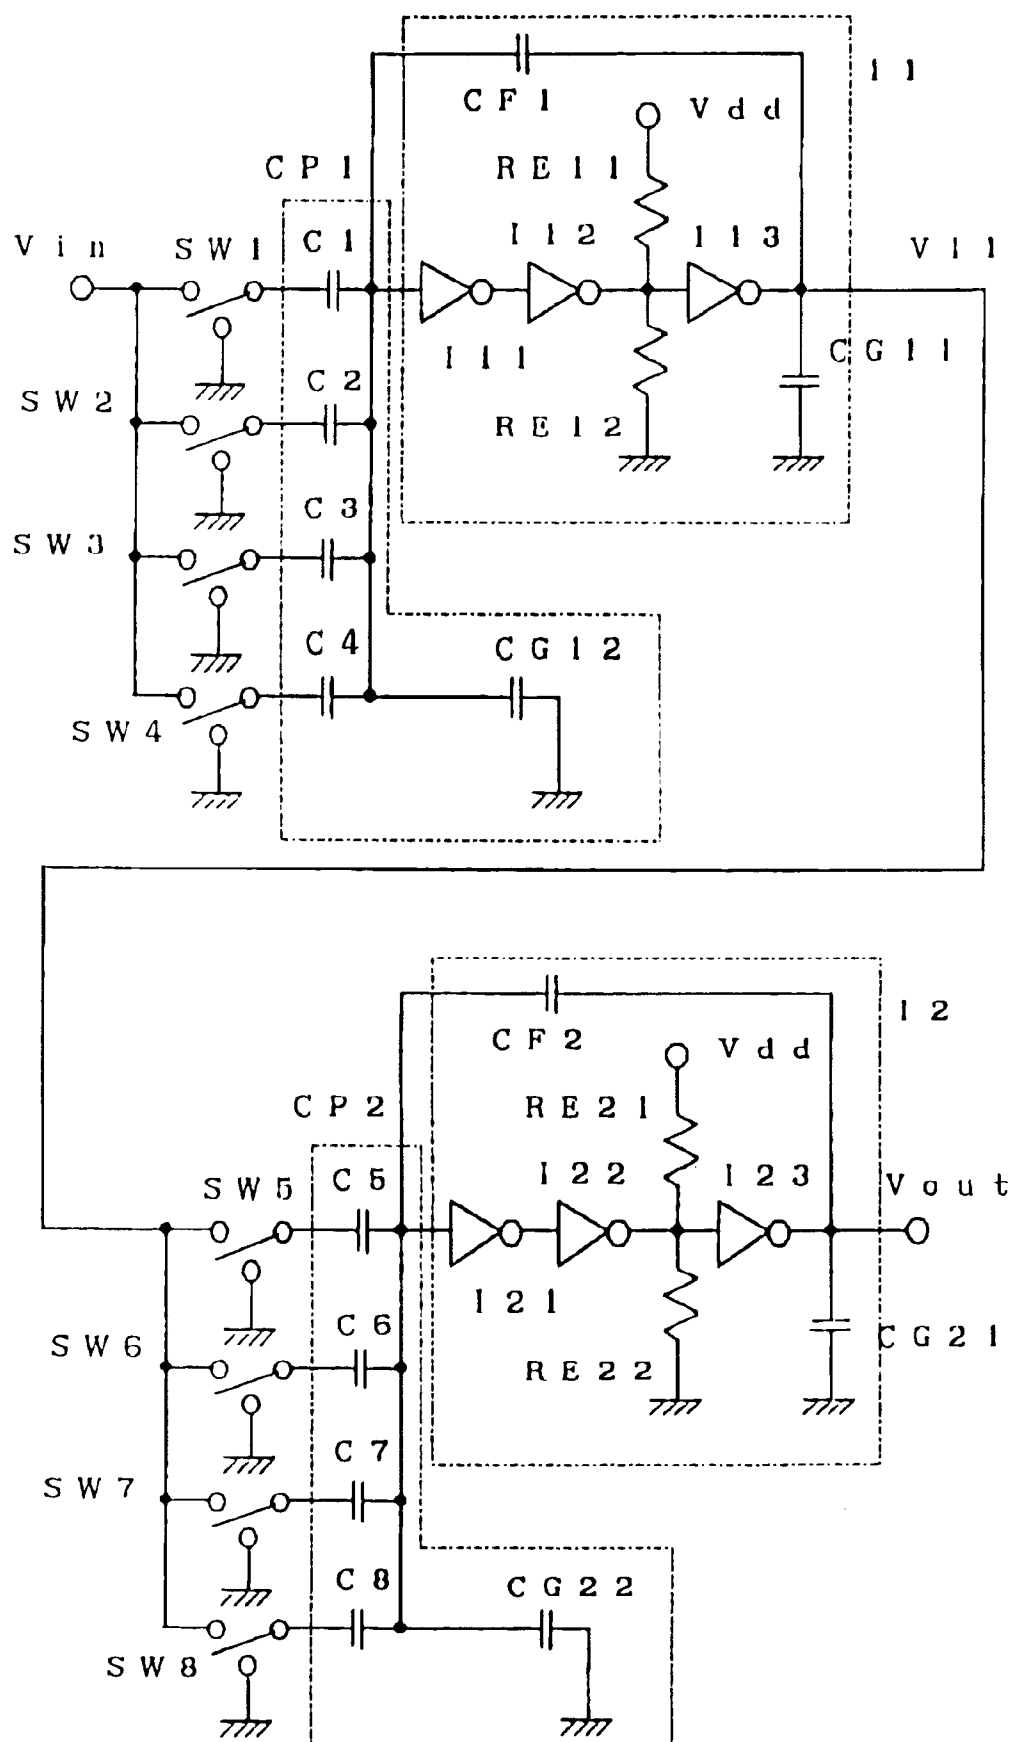 I1
CF1
Vdd
CP1
RE11
Vin
SW1
C1
I12
I13
V11
I11
CG11
SW2
C2
RE12
SW3
C3
C4
CG12
SW4
I2
CF2
Vdd
CP2
RE21
SW5
C5
I22
I23
Vout
I21
SW6
C6
CG21
RE22
SW7
C7
C8
CG22
SW8